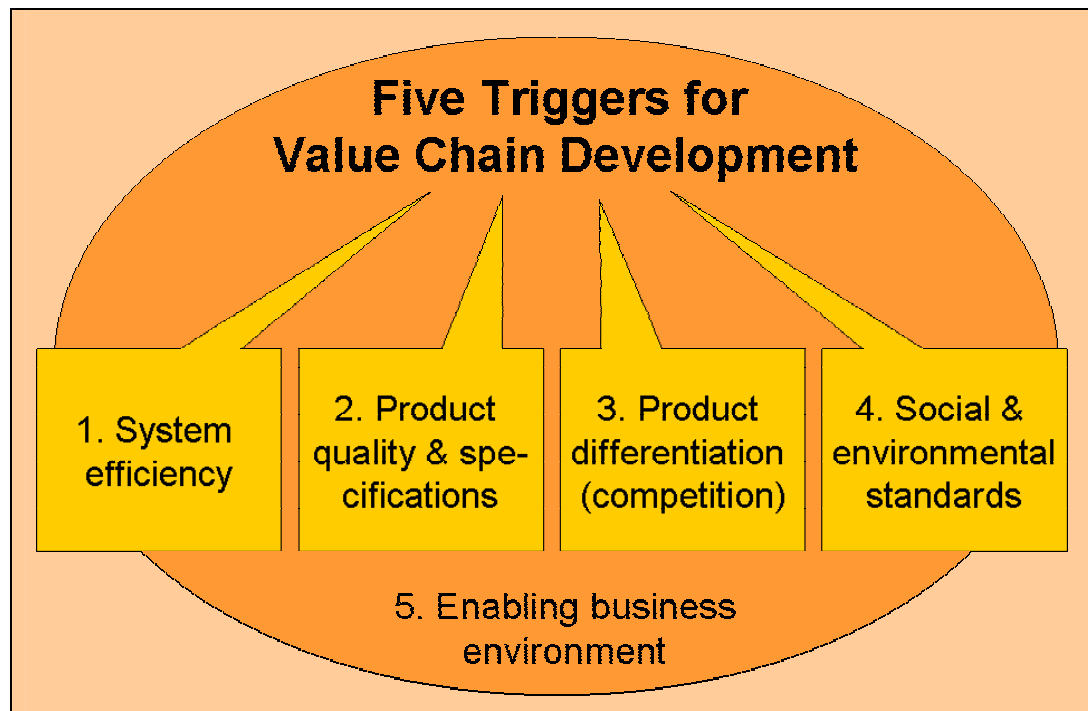 Five Triggers for
Value Chain Development
1. System
efficiency
2. Product
quality & spe-
cifications
3. Product
differentiation
(competition)
4. Social &
environmental
standards
5. Enabling business
environment